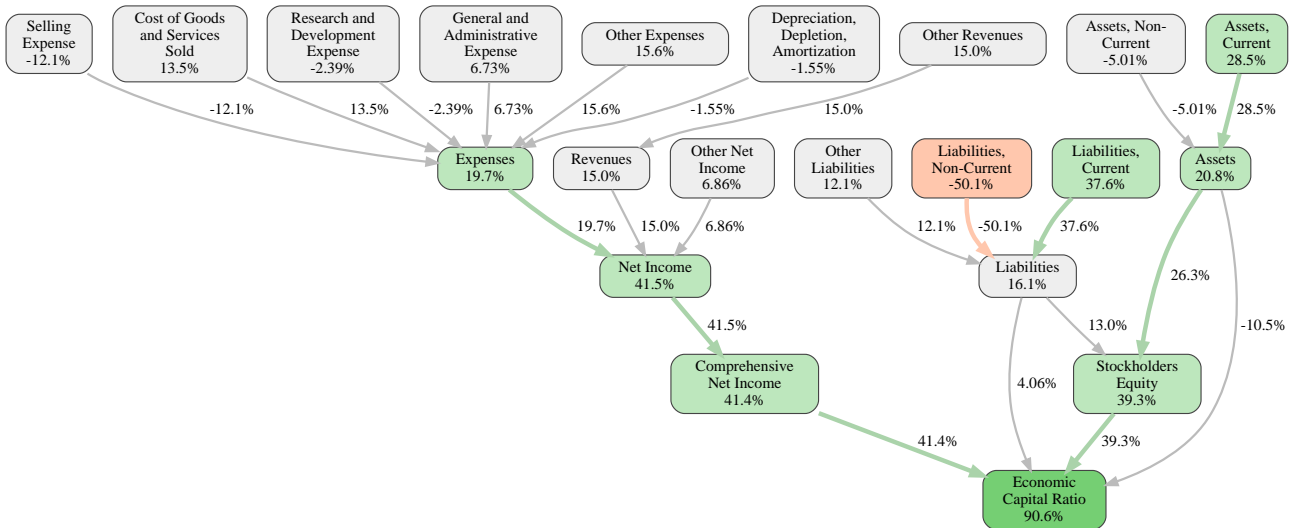 Selling
Expense
-12.1%
Cost of Goods
and Services
Sold
13.5%
Research and
Development
Expense
-2.39%
General and
Administrative
Expense
6.73%
Other Expenses
15.6%
Depreciation,
Depletion,
Amortization
-1.55%
Other Revenues
15.0%
Assets, Non-
Current
-5.01%
Assets,
Current
28.5%
-12.1%
13.5%
-2.39%
6.73%
15.6%
-1.55%
15.0%
-5.01%
28.5%
Expenses
19.7%
Revenues
15.0%
Other Net
Income
6.86%
Other
Liabilities
12.1%
Liabilities,
Non-Current
-50.1%
Liabilities,
Current
37.6%
Assets
20.8%
19.7%
15.0%
6.86%
12.1%
-50.1%
37.6%
Net Income
41.5%
Liabilities
16.1%
26.3%
41.5%
13.0%
-10.5%
Comprehensive
Net Income
41.4%
4.06%
Stockholders
Equity
39.3%
41.4%
39.3%
Economic
Capital Ratio
90.6%